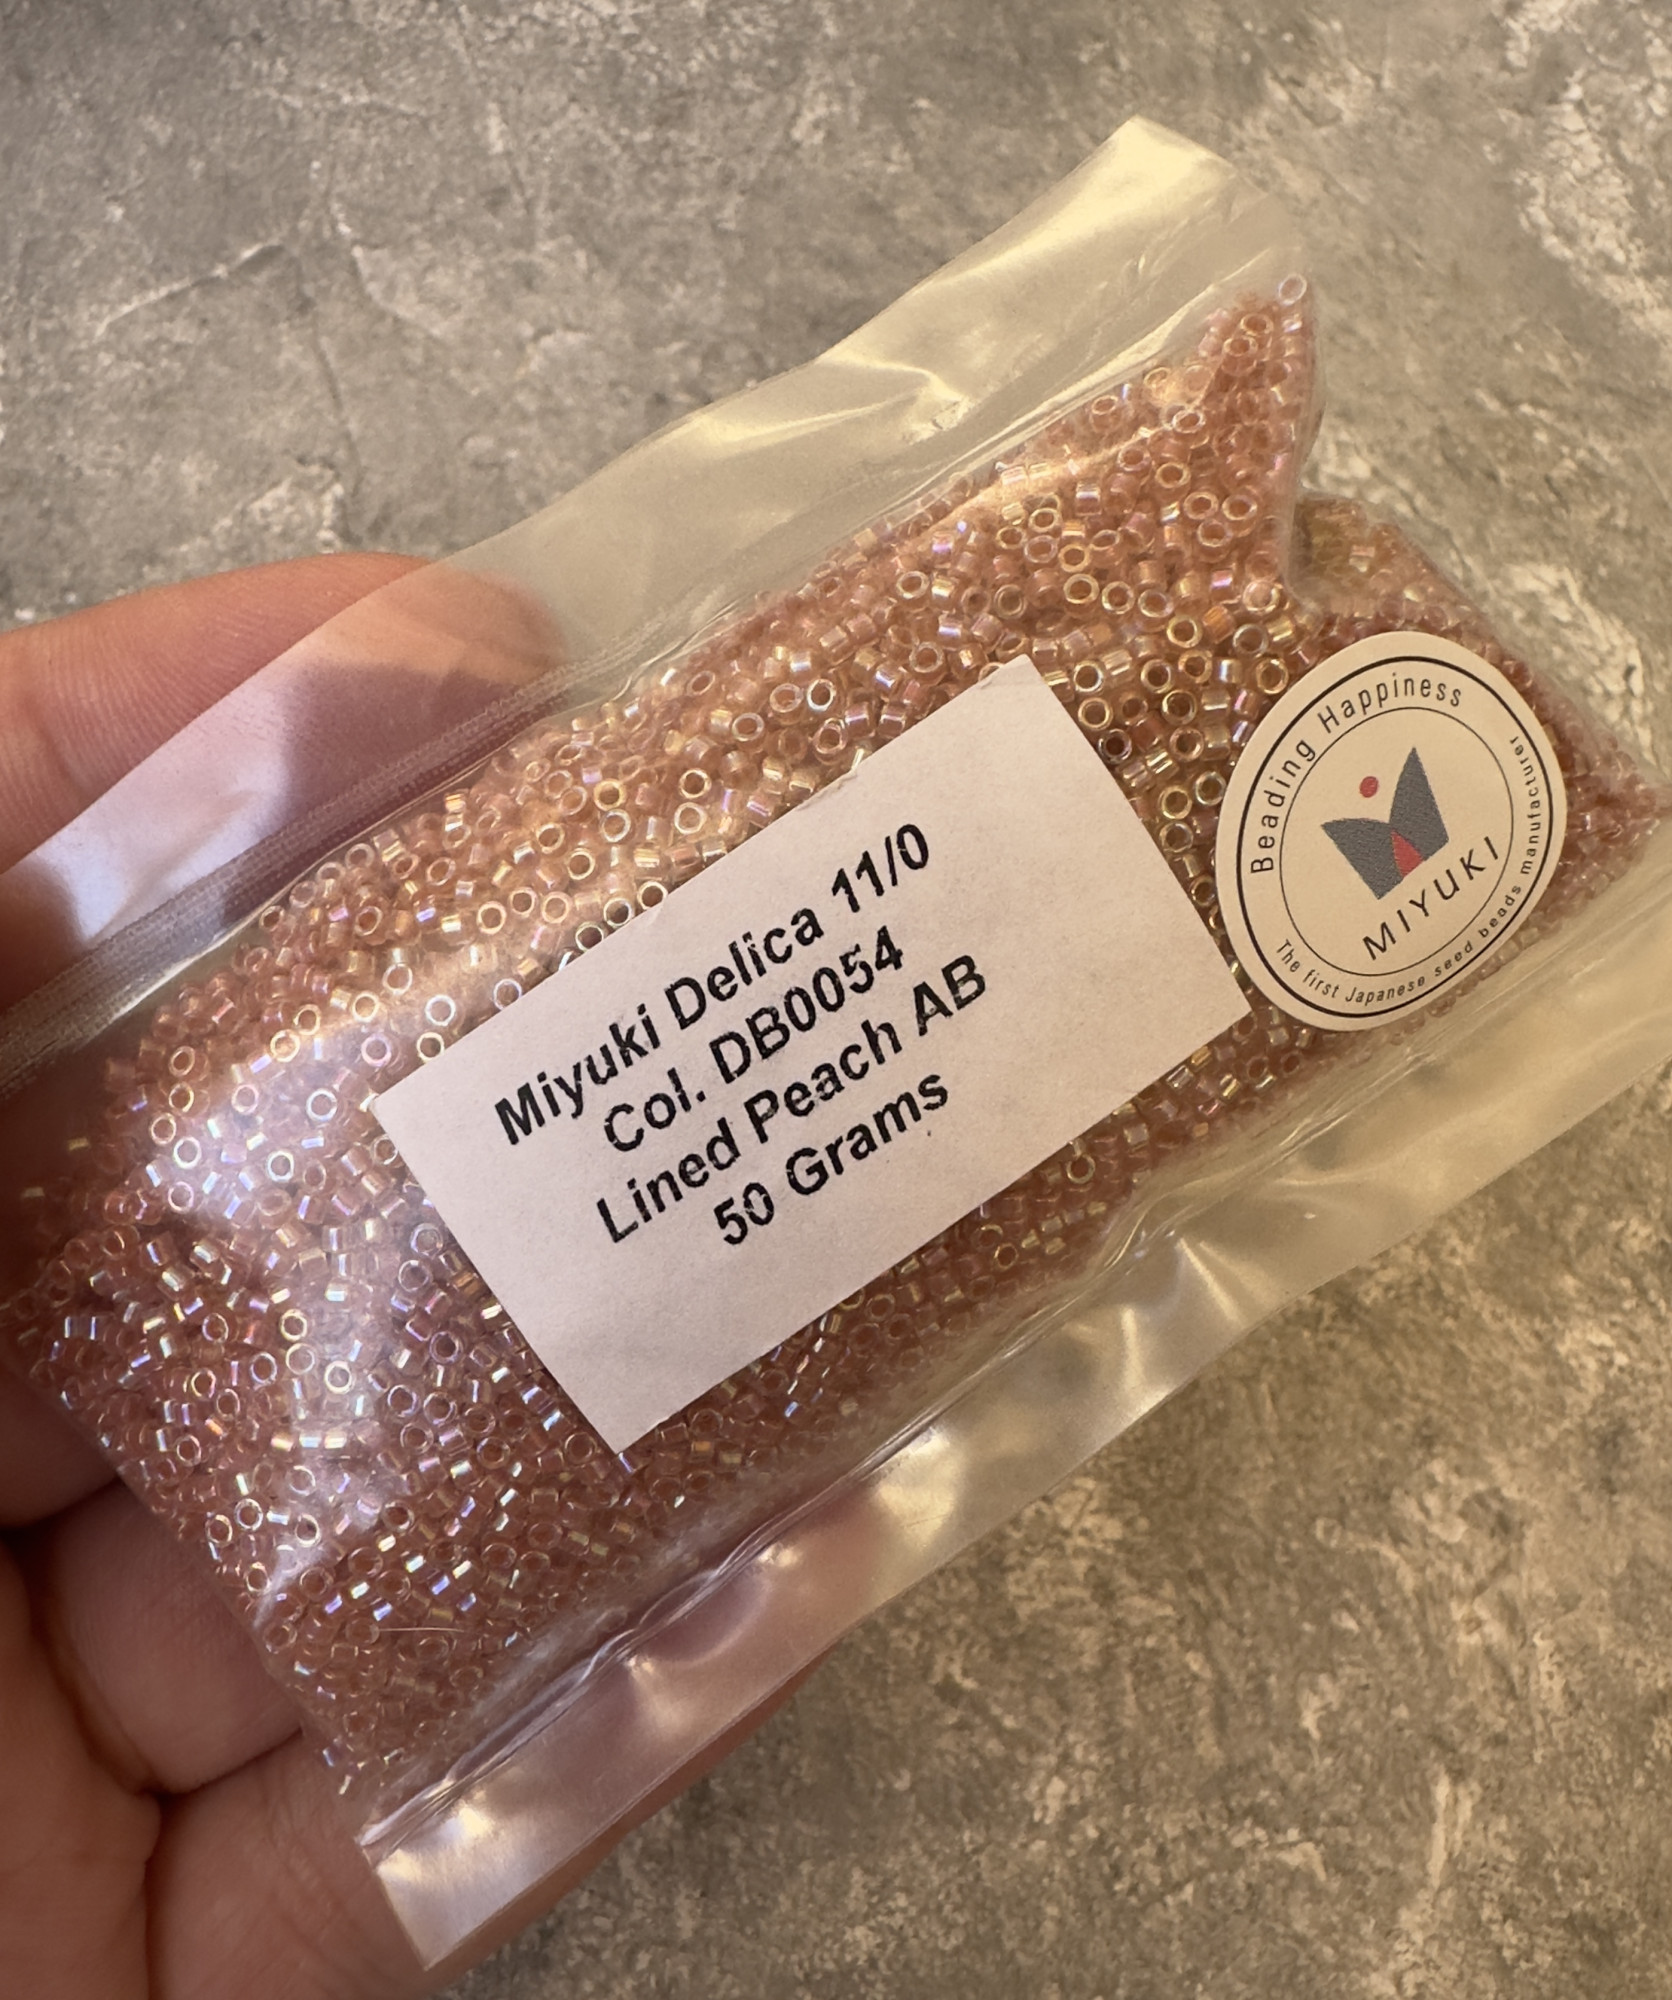 Miyuki Delica 11/0
Col. DB0054
Lined Peach AB
50 Grams
Beading Happiness
MIYUKI
The first Japanese seed beads manufacturer